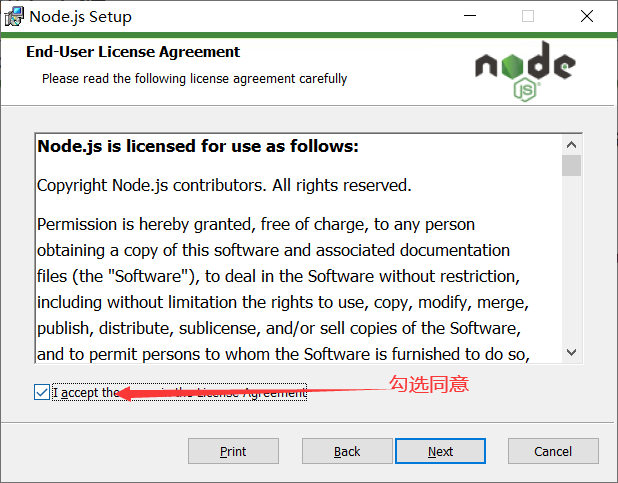 Node.js Setup
End-User License Agreement
Please read the following license agreement carefully
node
JS
Node.js is licensed for use as follows:
Copyright Node.js contributors. All rights reserved.
Permission is hereby granted, free of charge, to any person
obtaining a copy of this software and associated documentation
files (the "Software"), to deal in the Software without restriction,
including without limitation the rights to use, copy, modify, merge,
publish, distribute, sublicense, and/or sell copies of the Software,
and to permit persons to whom the Software is furnished to do so,
I accept the in the License Agreement
勾选同意
Print
Back
Next
Cancel